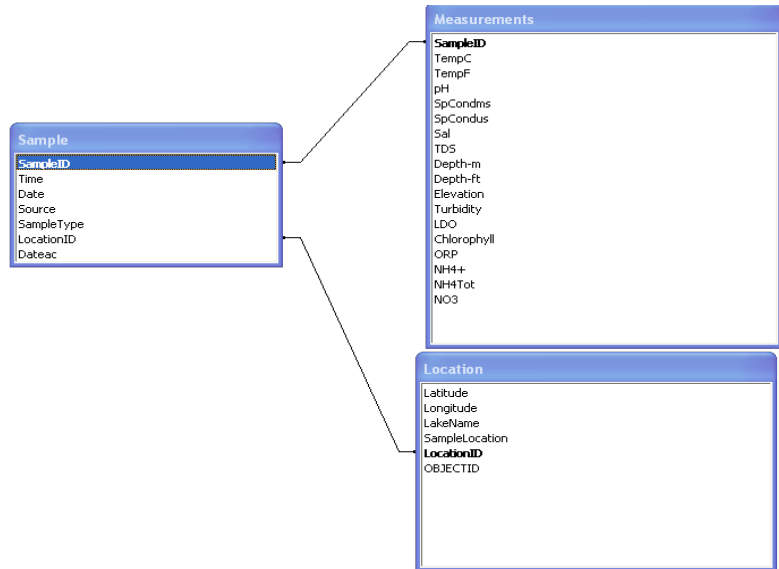 Sample
SampleID
Time
Date
Source
SampleType
LocationID
Dateac
Measurements
SampleID
TempC
TempF
pH
SpCondms
SpCondus
Sal
TDS
Depth-m
Depth-ft
Elevation
Turbidity
LDO
Chlorophyll
ORP
NH4+
NH4Tot
NO3
Location
Latitude
Longitude
LakeName
SampleLocation
LocationID
OBJECTID